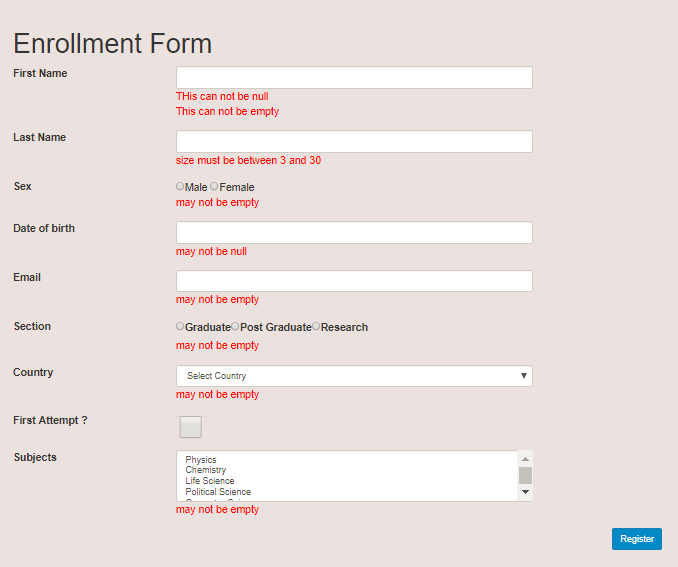 Enrollment Form
First Name
THis can not be null
This can not be empty
Last Name
size must be between 3 and 30
Sex
Male Female
may not be empty
Date of birth
may not be null
Email
may not be empty
Section
Graduate Post Graduate Research
may not be empty
Country
Select Country
may not be empty
First Attempt ?
Subjects
Physics
Chemistry
Life Science
Political Science
may not be empty
Register